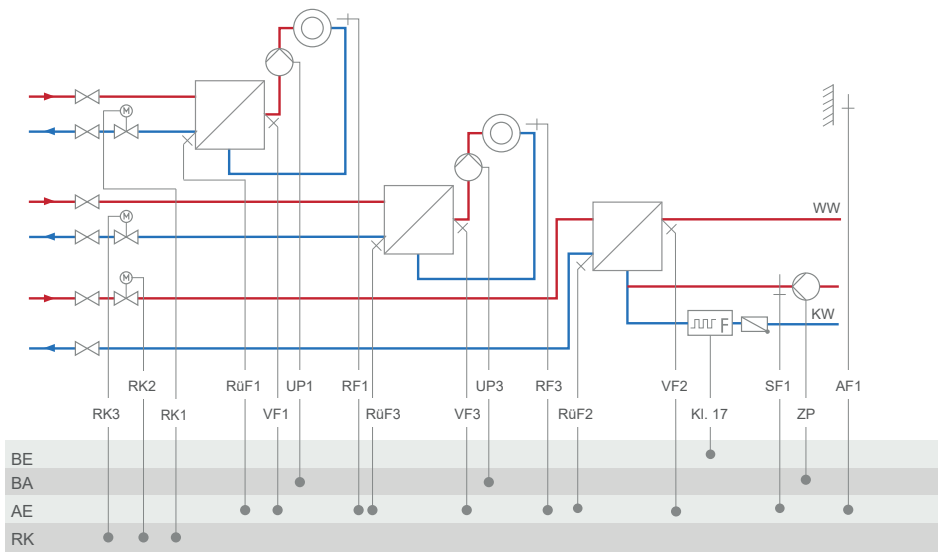 M
WW
M
M
KW
F
RK2 RüF1 UP1 RF1 UP3 RF3 VF2 SF1 AF1
RK3 RK1 VF1 RüF3 VF3 RüF2 Kl. 17 ZP
BE
BA
AE
RK